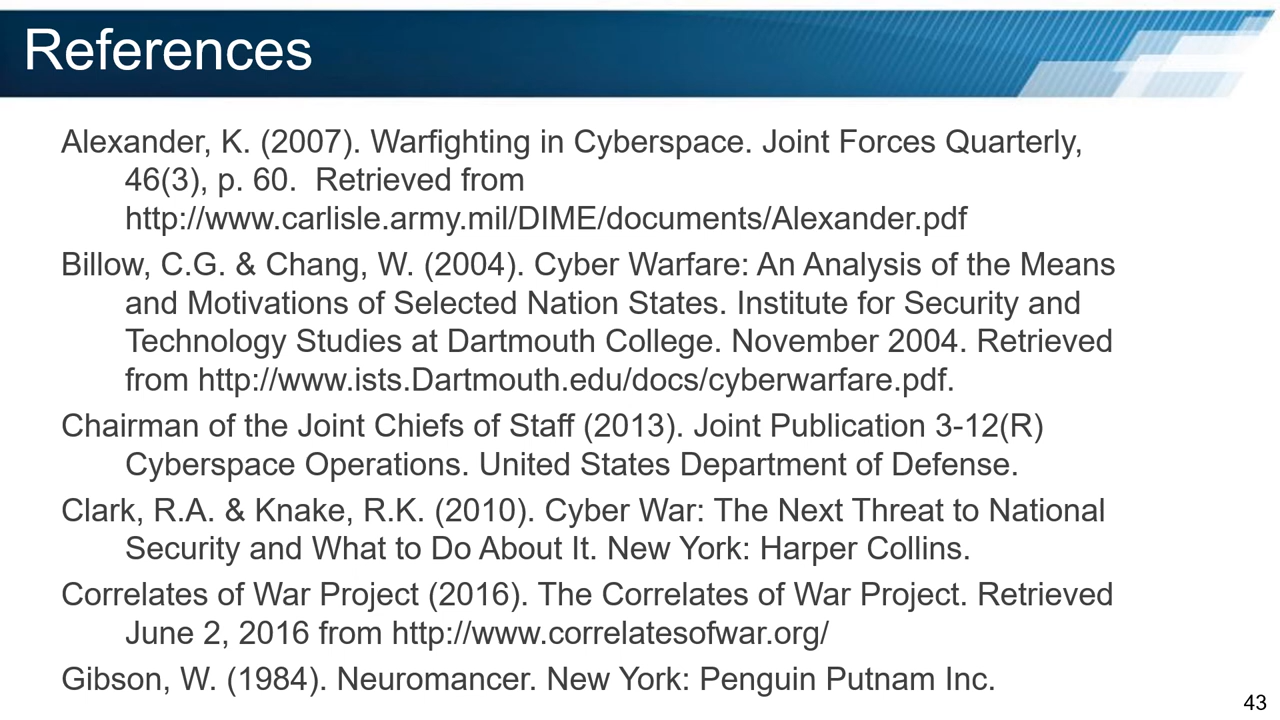 References
Alexander, K. (2007). Warfighting in Cyberspace. Joint Forces Quarterly,
46(3), p. 60.  Retrieved from
http://www.carlisle.army.mil/DIME/documents/Alexander.pdf
Billow, C.G. & Chang, W. (2004). Cyber Warfare: An Analysis of the Means
and Motivations of Selected Nation States. Institute for Security and
Technology Studies at Dartmouth College. November 2004. Retrieved
from http://www.ists.Dartmouth.edu/docs/cyberwarfare.pdf.
Chairman of the Joint Chiefs of Staff (2013). Joint Publication 3-12(R)
Cyberspace Operations. United States Department of Defense.
Clark, R.A. & Knake, R.K. (2010). Cyber War: The Next Threat to National
Security and What to Do About It. New York: Harper Collins.
Correlates of War Project (2016). The Correlates of War Project. Retrieved
June 2, 2016 from http://www.correlatesofwar.org/
Gibson, W. (1984). Neuromancer. New York: Penguin Putnam Inc.
43